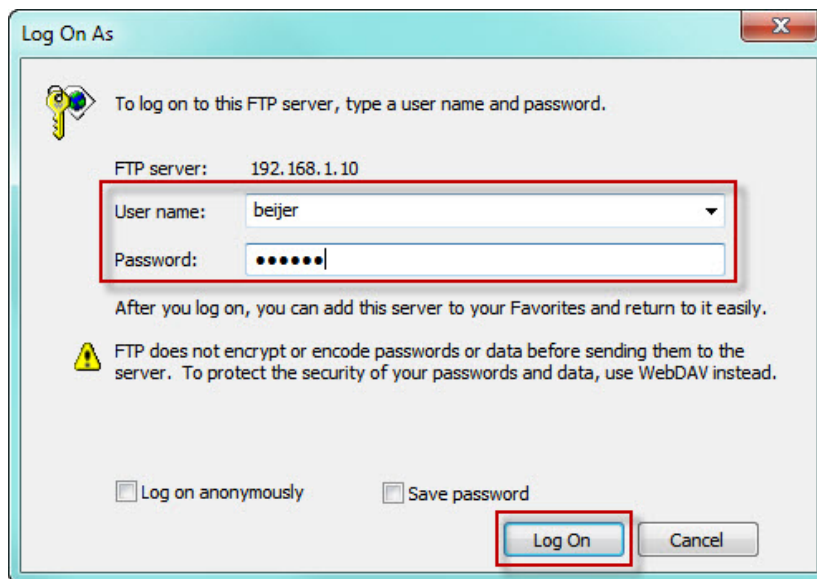 Log On As
To log on to this FTP server, type a user name and password.
FTP server: 192.168.1.10
User name: beijer
Password: ●●●●●●
After you log on, you can add this server to your Favorites and return to it easily.
FTP does not encrypt or encode passwords or data before sending them to the
server. To protect the security of your passwords and data, use WebDAV instead.
Log on anonymously Save password
Log On Cancel